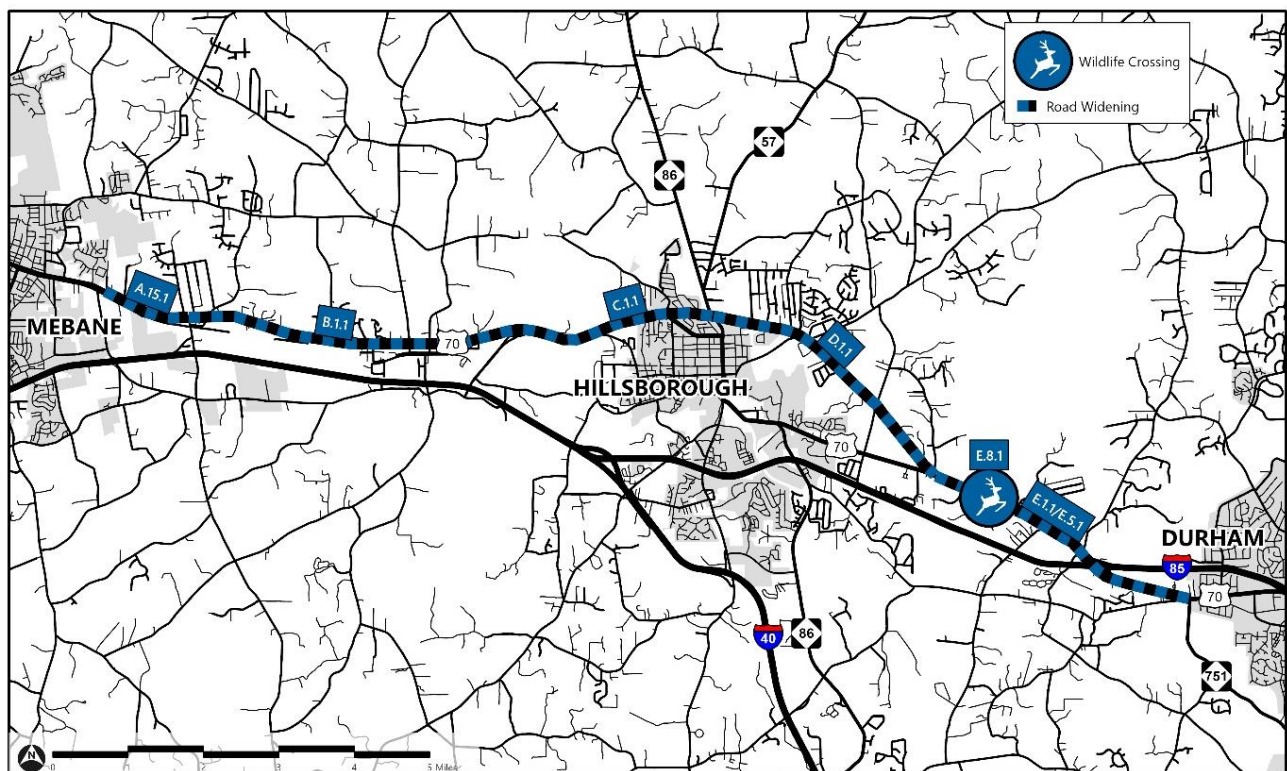 Wildlife Crossing
Road Widening
57
86
A.15.1
MEBANE
B.1.1
70
C.1.1
D.1.1
HILLSBOROUGH
70
E.8.1
E.1.1/E.5.1
DURHAM
85
70
40
86
751
N
0 1 2 3 4 5 Miles